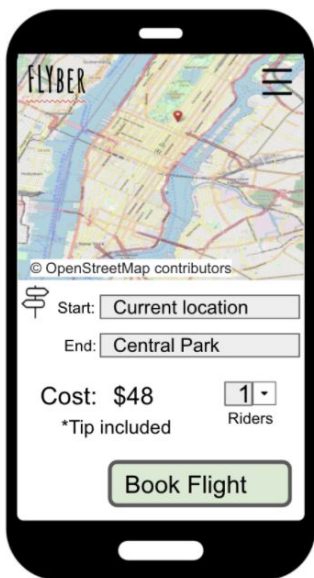 FLYBER
© OpenStreetMap contributors
Start: Current location
End: Central Park
Cost: $48
1
*Tip included
Riders
Book Flight